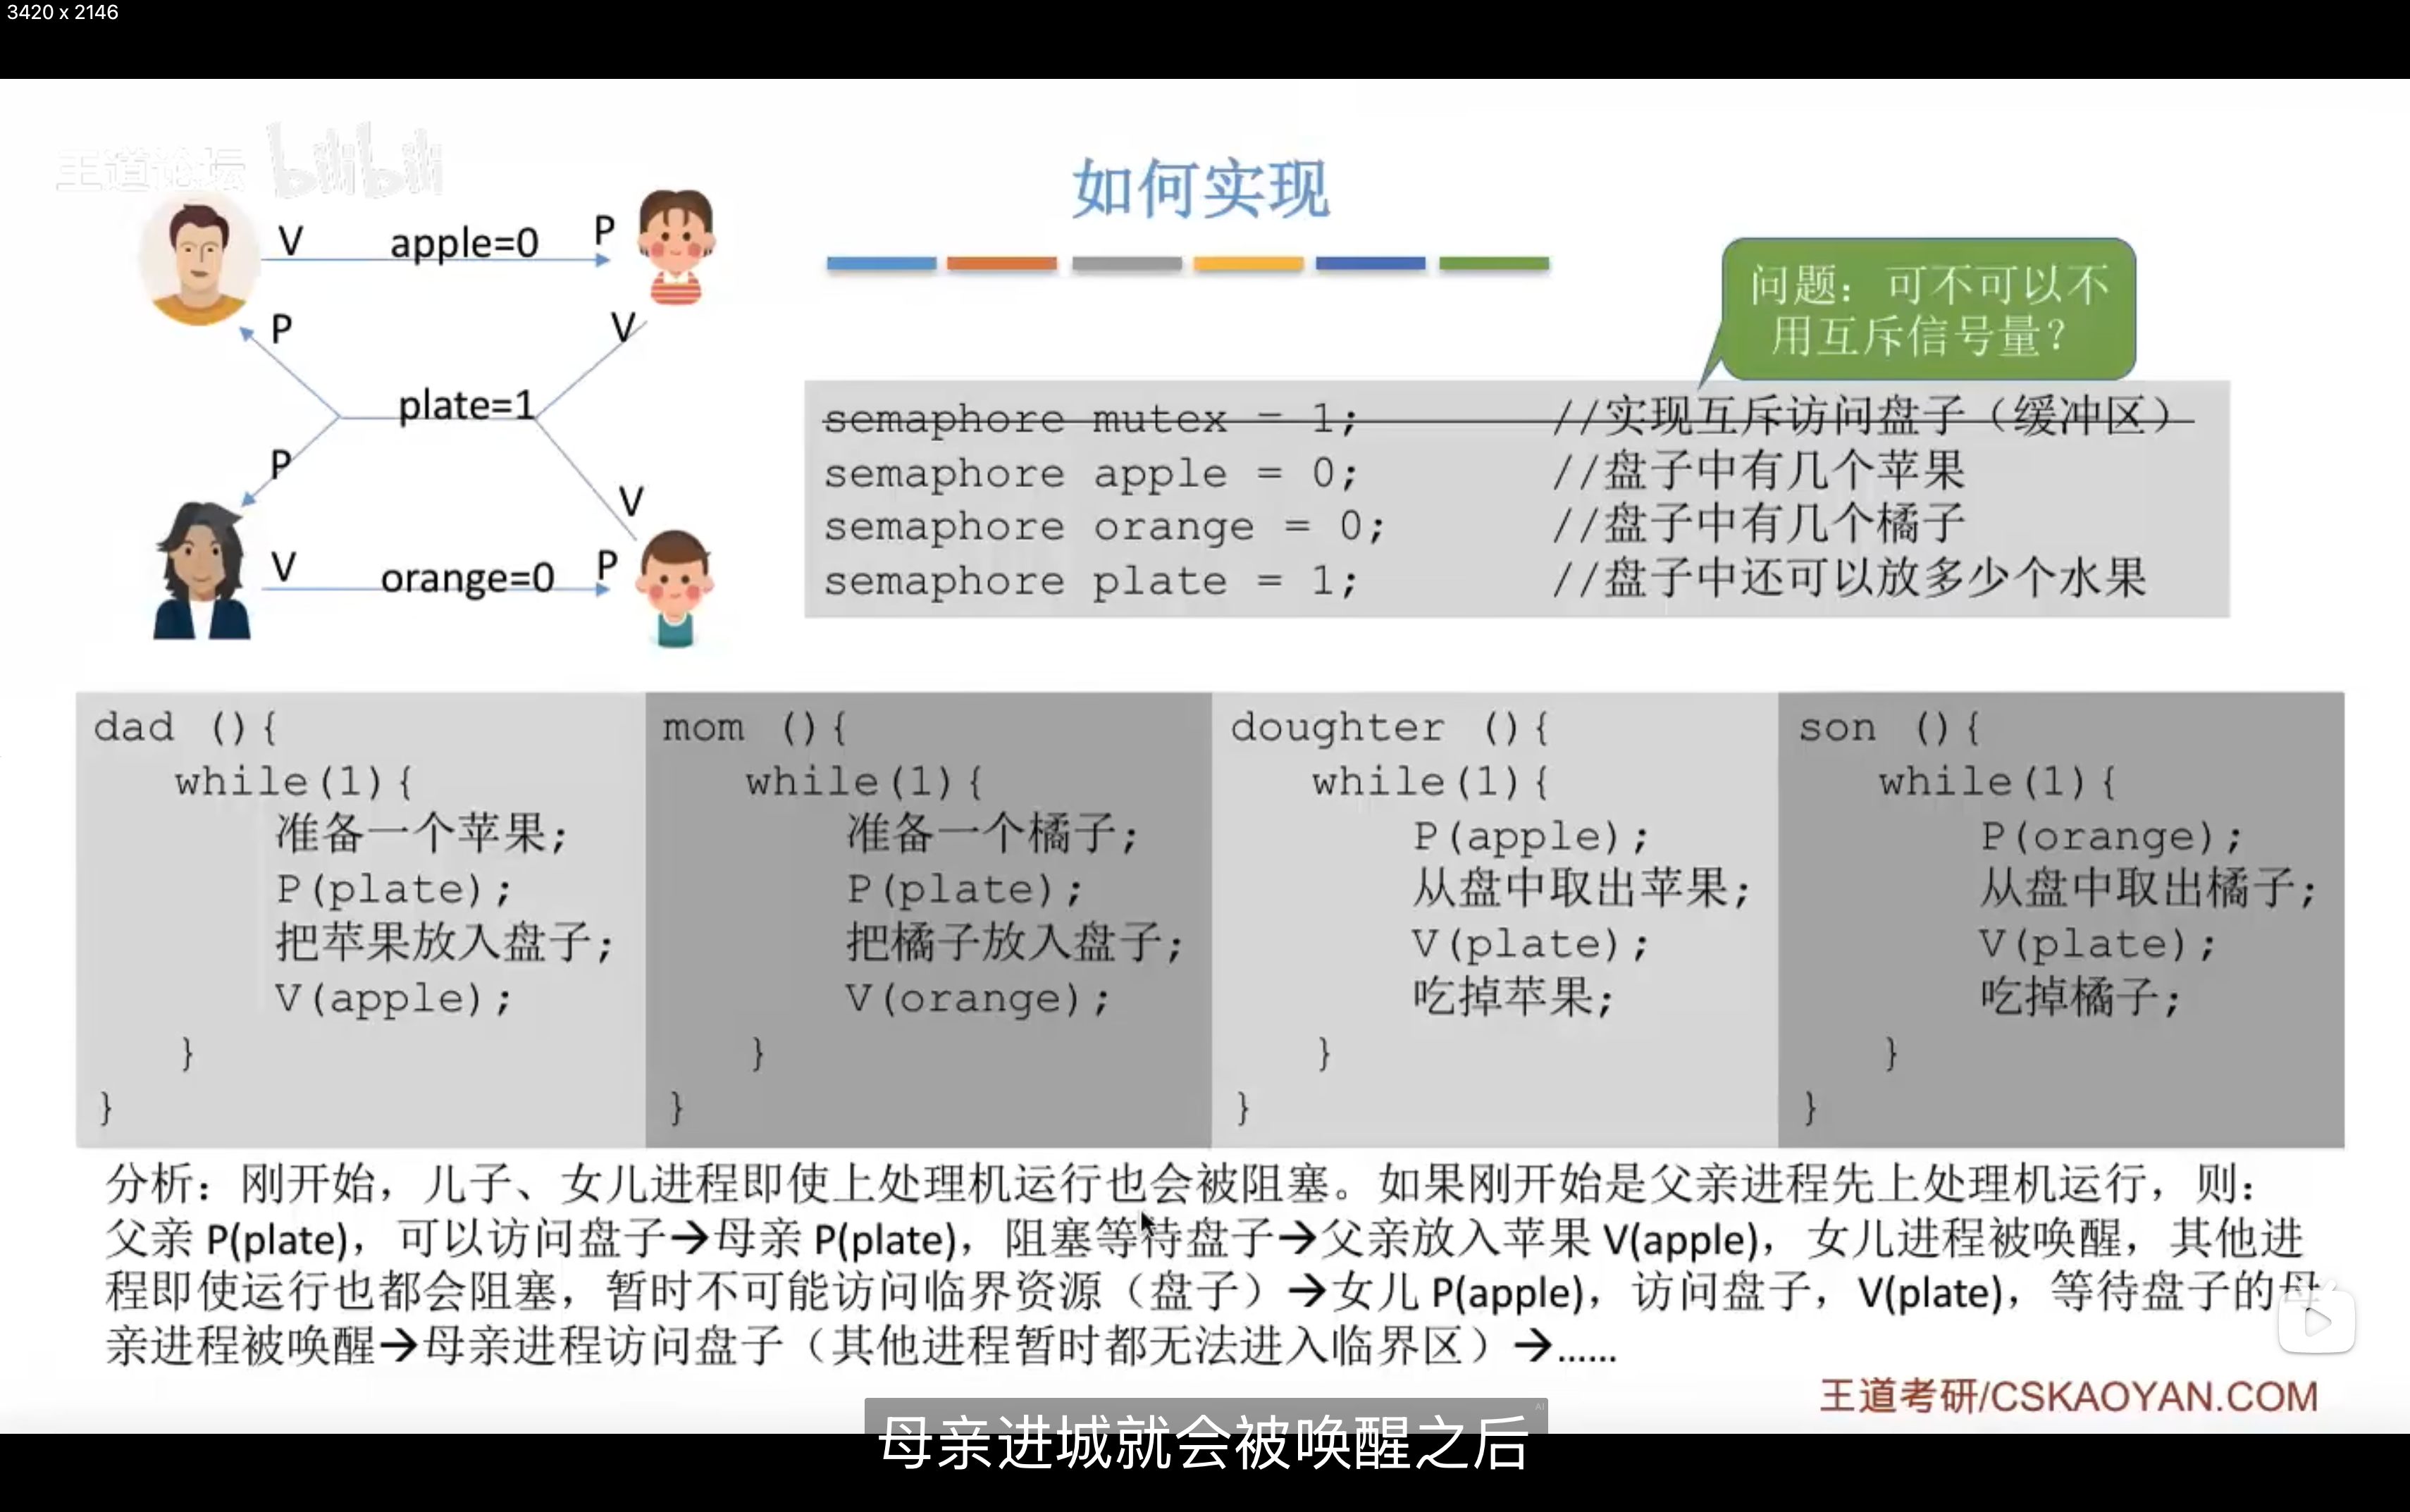 3420 x 2146
王道论坛 bilibili
如何实现
V apple=0 P
P
V
plate=1
P
V
V orange=0 P
问题：可不可以不
用互斥信号量？
semaphore mutex = 1; //实现互斥访问盘子（缓冲区）
semaphore apple = 0; //盘子中有几个苹果
semaphore orange = 0; //盘子中有几个橘子
semaphore plate = 1; //盘子中还可以放多少个水果
dad (){
while(1){
准备一个苹果;
P(plate);
把苹果放入盘子;
V(apple);
}
}
mom (){
while(1){
准备一个橘子;
P(plate);
把橘子放入盘子;
V(orange);
}
}
doughter (){
while(1){
P(apple);
从盘中取出苹果;
V(plate);
吃掉苹果;
}
}
son (){
while(1){
P(orange);
从盘中取出橘子;
V(plate);
吃掉橘子;
}
}
分析：刚开始，儿子、女儿进程即使上处理机运行也会被阻塞。如果刚开始是父亲进程先上处理机运行，则：
父亲 P(plate)，可以访问盘子→母亲 P(plate)，阻塞等待盘子→父亲放入苹果 V(apple)，女儿进程被唤醒，其他进
程即使运行也都会阻塞，暂时不可能访问临界资源（盘子）→女儿 P(apple)，访问盘子，V(plate)，等待盘子的母
亲进程被唤醒→母亲进程访问盘子（其他进程暂时都无法进入临界区）→......
王道考研/CSKAOYAN.COM
AI
母亲进城就会被唤醒之后